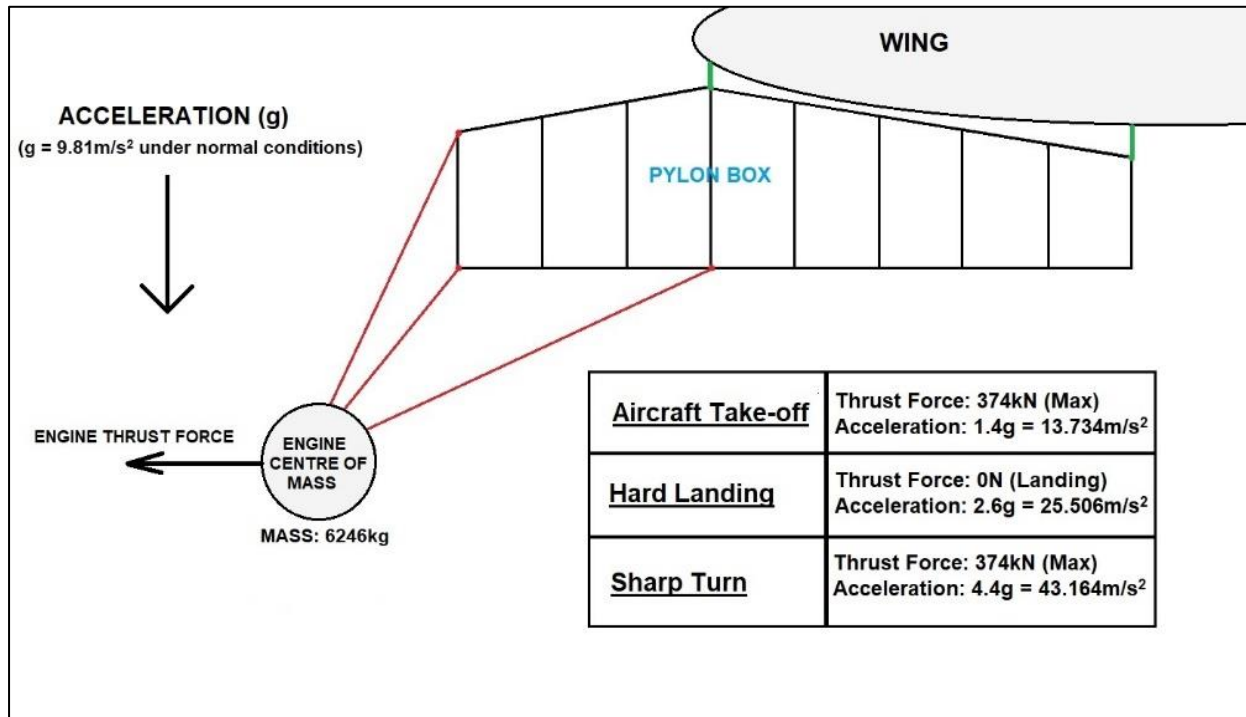 WING
ACCELERATION (g)
(g = 9.81m/s² under normal conditions)
PYLON BOX
ENGINE THRUST FORCE
ENGINE
CENTRE OF
MASS
MASS: 6246kg
Aircraft Take-off
Thrust Force: 374kN (Max)
Acceleration: 1.4g = 13.734m/s²
Hard Landing
Thrust Force: 0N (Landing)
Acceleration: 2.6g = 25.506m/s²
Sharp Turn
Thrust Force: 374kN (Max)
Acceleration: 4.4g = 43.164m/s²